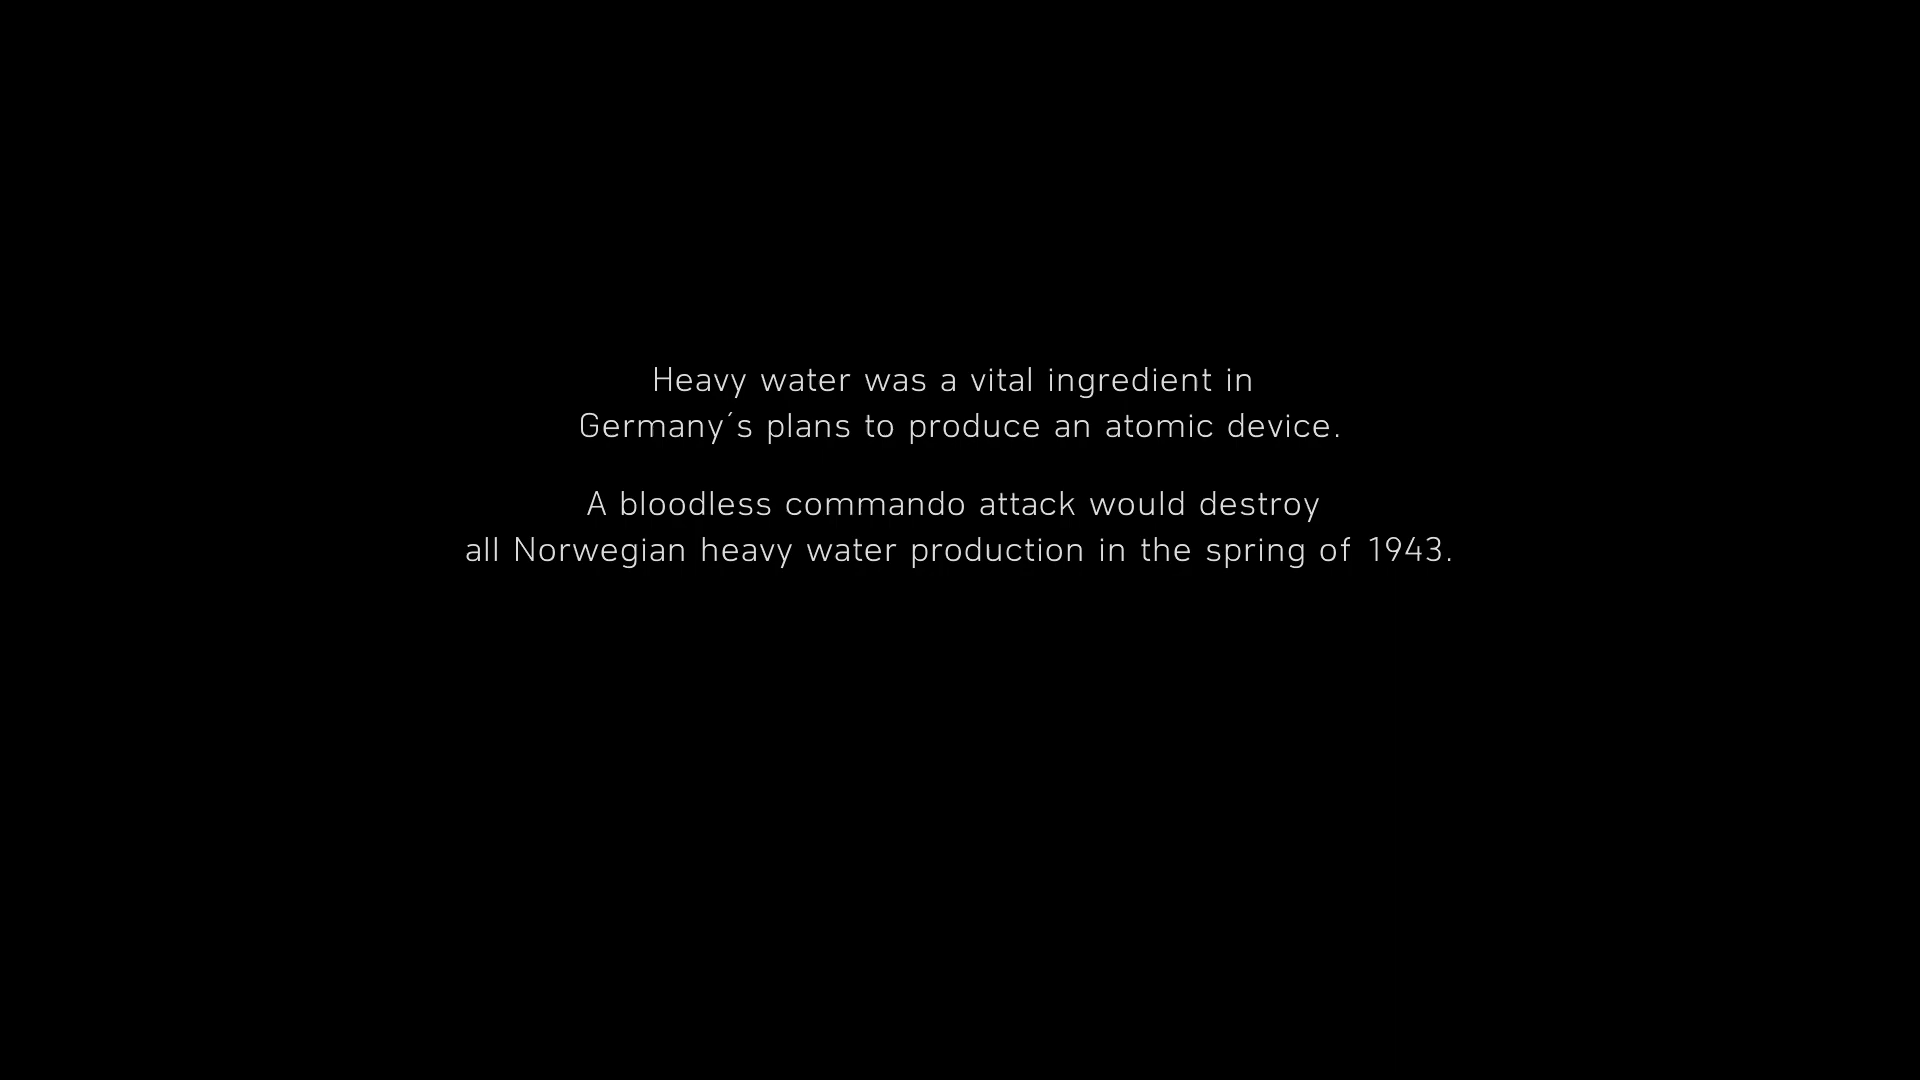 Heavy water was a vital ingredient in
Germany´s plans to produce an atomic device.
A bloodless commando attack would destroy
all Norwegian heavy water production in the spring of 1943.